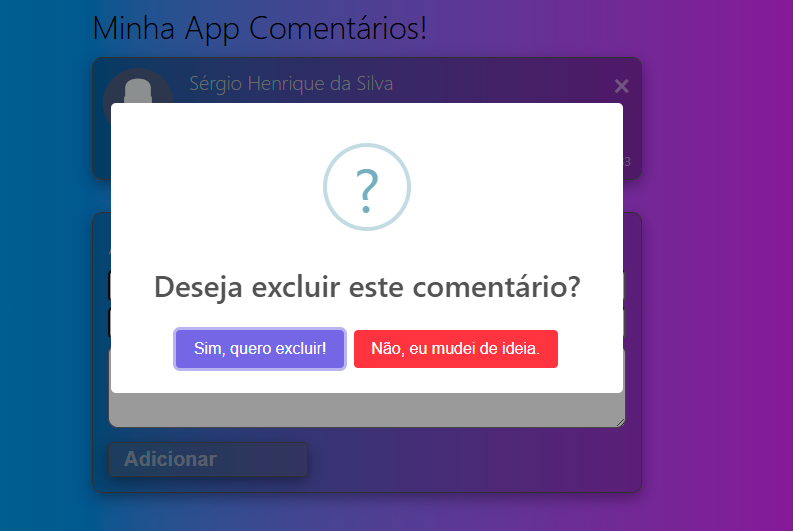 Minha App Comentários!
Sérgio Henrique da Silva
×
3
?
Deseja excluir este comentário?
Sim, quero excluir!
Não, eu mudei de ideia.
Adicionar